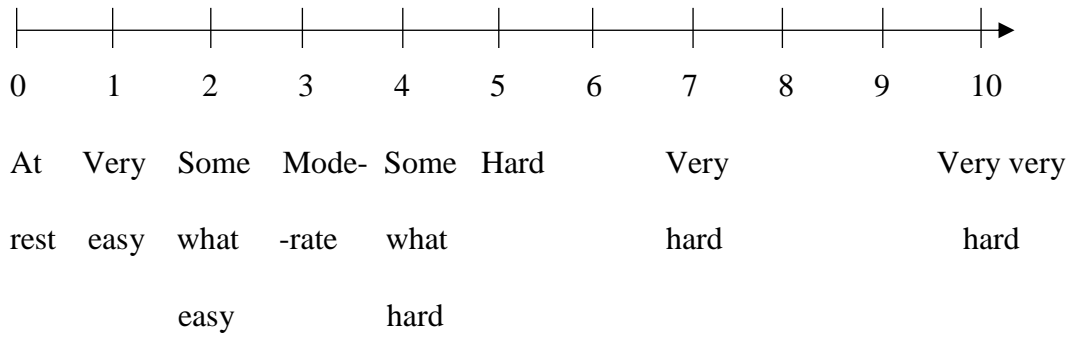 0 1 2 3 4 5 6 7 8 9 10
At Very Some Mode- Some Hard Very Very very
rest easy what -rate what hard hard
easy hard